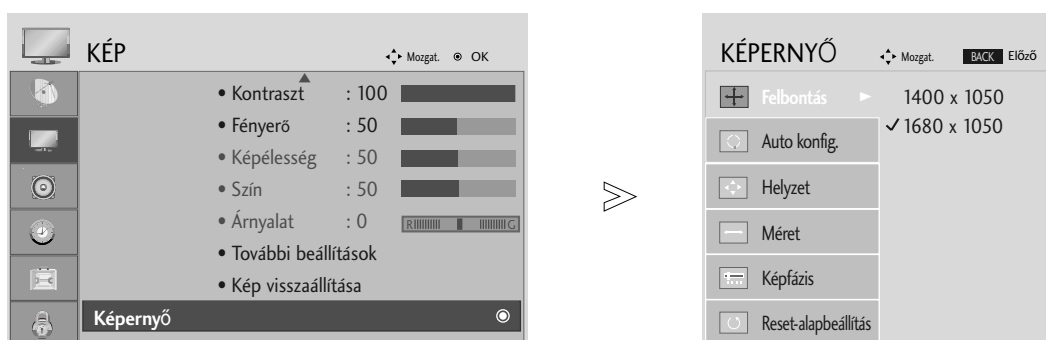 KÉP
Mozgat. OK
• Kontraszt : 100
• Fényerő : 50
• Képélesség : 50
• Szín : 50
• Árnyalat : 0 R G
• További beállítások
• Kép visszaállítása
Képernyő
KÉPERNYŐ
Mozgat. BACK Előző
Felbontás
Auto konfig.
Helyzet
Méret
Képfázis
Reset-alapbeállítás
1400 x 1050
✓ 1680 x 1050